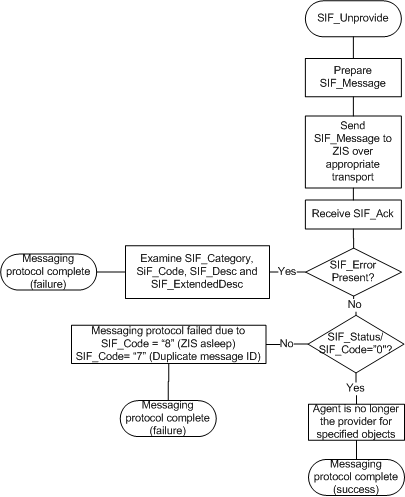 SIF_Unprovide
Prepare
SIF_Message
Send
SIF_Message to
ZIS over
appropriate
transport
Receive SIF_Ack
SIF_Error
Present?
Yes
Examine SIF_Category,
SiF_Code, SIF_Desc and
SIF_ExtendedDesc
Messaging
protocol complete
(failure)
No
SIF_Status/
SIF_Code="0"?
No
Messaging protocol failed due to
SIF_Code = “8” (ZIS asleep)
SIF_Code= “7” (Duplicate message ID)
Messaging
protocol complete
(failure)
Yes
Agent is no longer
the provider for
specified objects
Messaging
protocol complete
(success)